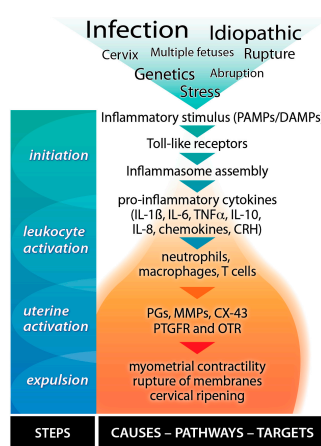 Infection Idiopathic
Cervix Multiple fetuses Rupture
Genetics Abruption
Stress
Inflammatory stimulus (PAMPs/DAMPs
Toll-like receptors
initiation
Inflammasome assembly
pro-inflammatory cytokines
(IL-1ß, IL-6, TNFα, IL-10,
IL-8, chemokines, CRH)
leukocyte
activation
neutrophils,
macrophages, T cells
uterine
activation
PGs, MMPs, CX-43
PTGFR and OTR
expulsion
myometrial contractility
rupture of membranes
cervical ripening
STEPS
CAUSES – PATHWAYS – TARGETS